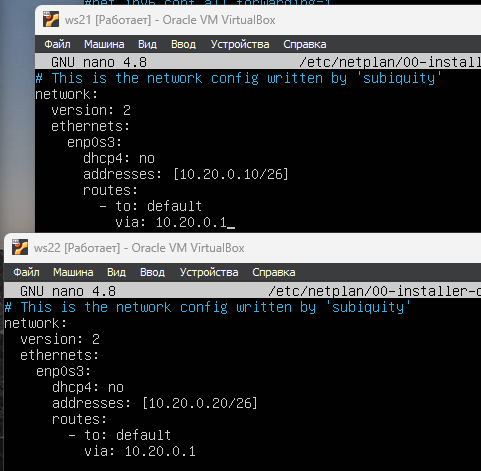 #net.ipv6.conf.all.forwarding=1
ws21 [Работает] - Oracle VM VirtualBox
Файл Машина Вид Ввод Устройства Справка
GNU nano 4.8 /etc/netplan/00-install
# This is the network config written by 'subiquity'
network:
version: 2
ethernets:
enp0s3:
dhcp4: no
addresses: [10.20.0.10/26]
routes:
- to: default
via: 10.20.0.1_
ws22 [Работает] - Oracle VM VirtualBox
Файл Машина Вид Ввод Устройства Справка
GNU nano 4.8 /etc/netplan/00-installer-c
# This is the network config written by 'subiquity'
network:
version: 2
ethernets:
enp0s3:
dhcp4: no
addresses: [10.20.0.20/26]
routes:
- to: default
via: 10.20.0.1